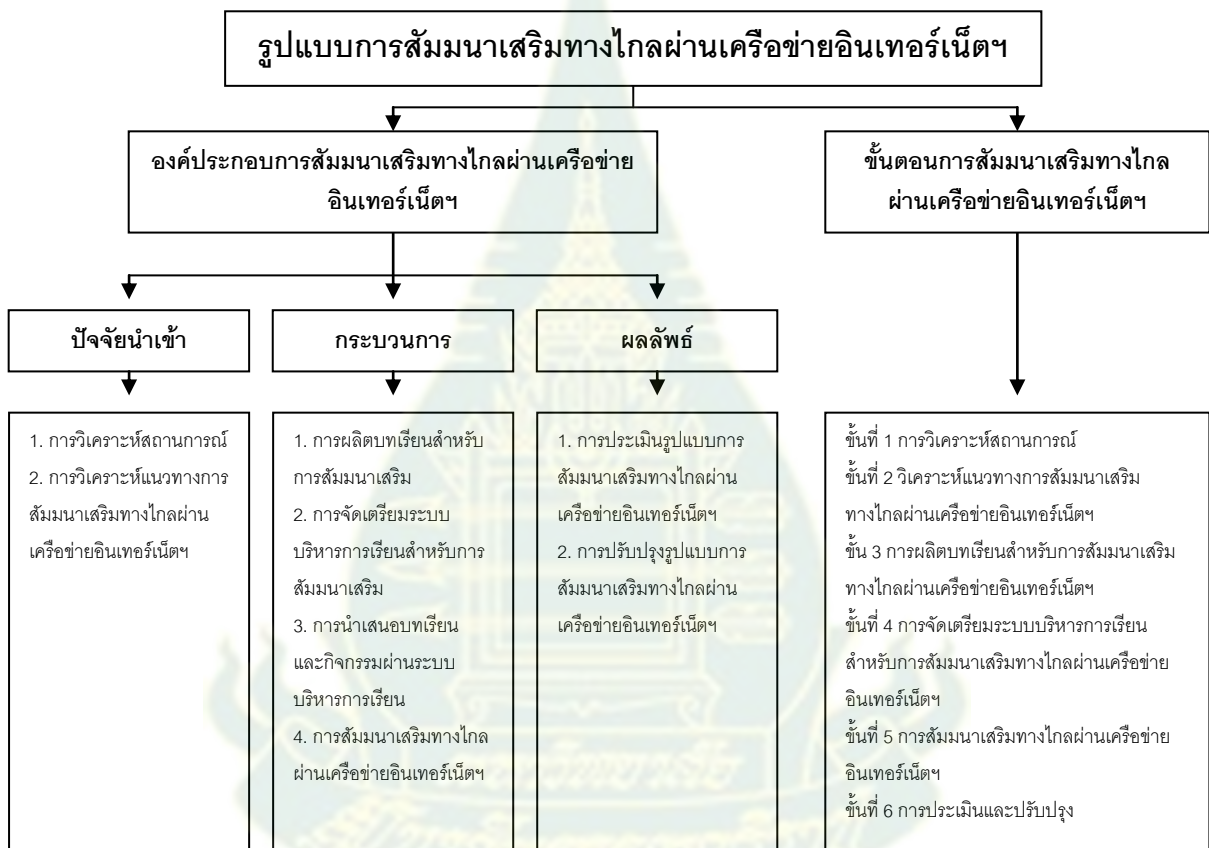 รูปแบบการสัมมนาเสริมทางไกลผ่านเครือข่ายอินเทอร์เน็ตฯ
องค์ประกอบการสัมมนาเสริมทางไกลผ่านเครือข่าย
อินเทอร์เน็ตฯ
ขั้นตอนการสัมมนาเสริมทางไกล
ผ่านเครือข่ายอินเทอร์เน็ตฯ
ปัจจัยนำเข้า
กระบวนการ
ผลลัพธ์
1. การวิเคราะห์สถานการณ์
2. การวิเคราะห์แนวทางการ
สัมมนาเสริมทางไกลผ่าน
เครือข่ายอินเทอร์เน็ตฯ
1. การผลิตบทเรียนสำหรับ
การสัมมนาเสริม
2. การจัดเตรียมระบบ
บริหารการเรียนสำหรับการ
สัมมนาเสริม
3. การนำเสนอบทเรียน
และกิจกรรมผ่านระบบ
บริหารการเรียน
4. การสัมมนาเสริมทางไกล
ผ่านเครือข่ายอินเทอร์เน็ตฯ
1. การประเมินรูปแบบการ
สัมมนาเสริมทางไกลผ่าน
เครือข่ายอินเทอร์เน็ตฯ
2. การปรับปรุงรูปแบบการ
สัมมนาเสริมทางไกลผ่าน
เครือข่ายอินเทอร์เน็ตฯ
ขั้นที่ 1 การวิเคราะห์สถานการณ์
ขั้นที่ 2 วิเคราะห์แนวทางการสัมมนาเสริม
ทางไกลผ่านเครือข่ายอินเทอร์เน็ตฯ
ขั้น 3 การผลิตบทเรียนสำหรับการสัมมนาเสริม
ทางไกลผ่านเครือข่ายอินเทอร์เน็ตฯ
ขั้นที่ 4 การจัดเตรียมระบบบริหารการเรียน
สำหรับการสัมมนาเสริมทางไกลผ่านเครือข่าย
อินเทอร์เน็ตฯ
ขั้นที่ 5 การสัมมนาเสริมทางไกลผ่านเครือข่าย
อินเทอร์เน็ตฯ
ขั้นที่ 6 การประเมินและปรับปรุง